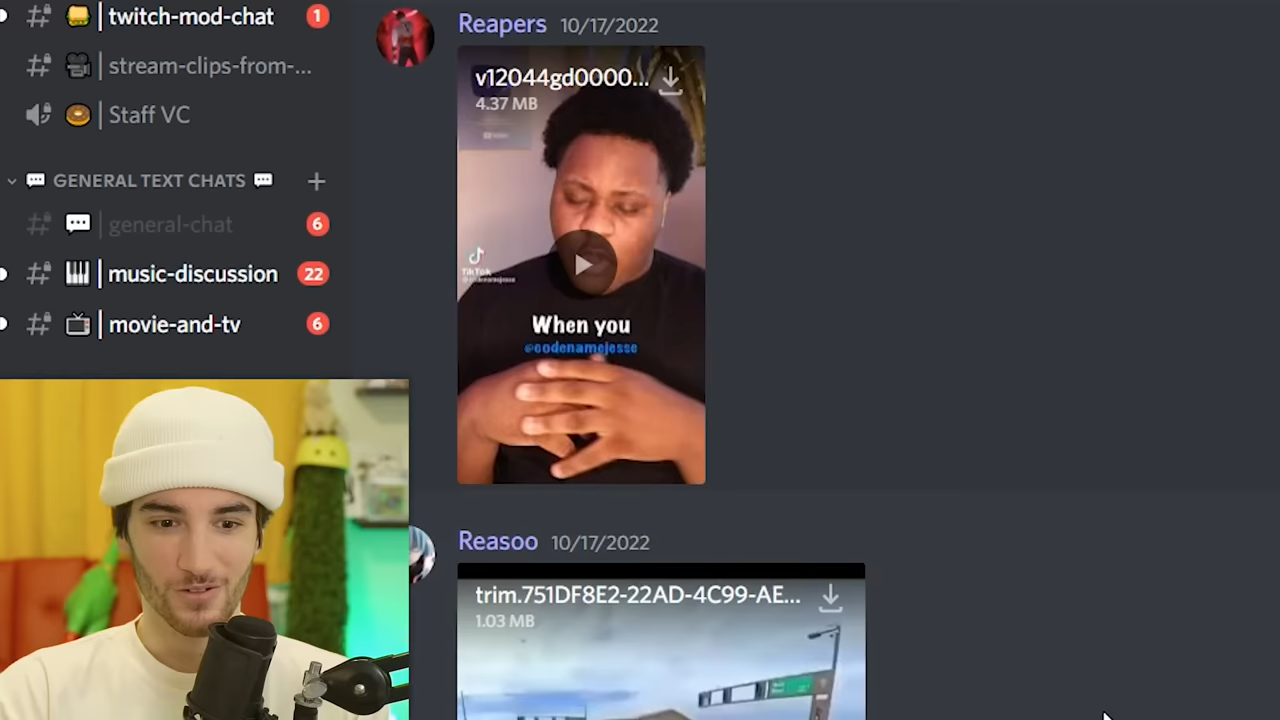 twitch-mod-chat 1
stream-clips-from-...
Staff VC
GENERAL TEXT CHATS
general-chat 6
music-discussion 22
movie-and-tv 6
Reapers 10/17/2022
v12044gd0000...
4.37 MB
TikTok
@codenamejesse
When you
@codenamejesse
Reasoo 10/17/2022
trim.751DF8E2-22AD-4C99-AE...
1.03 MB